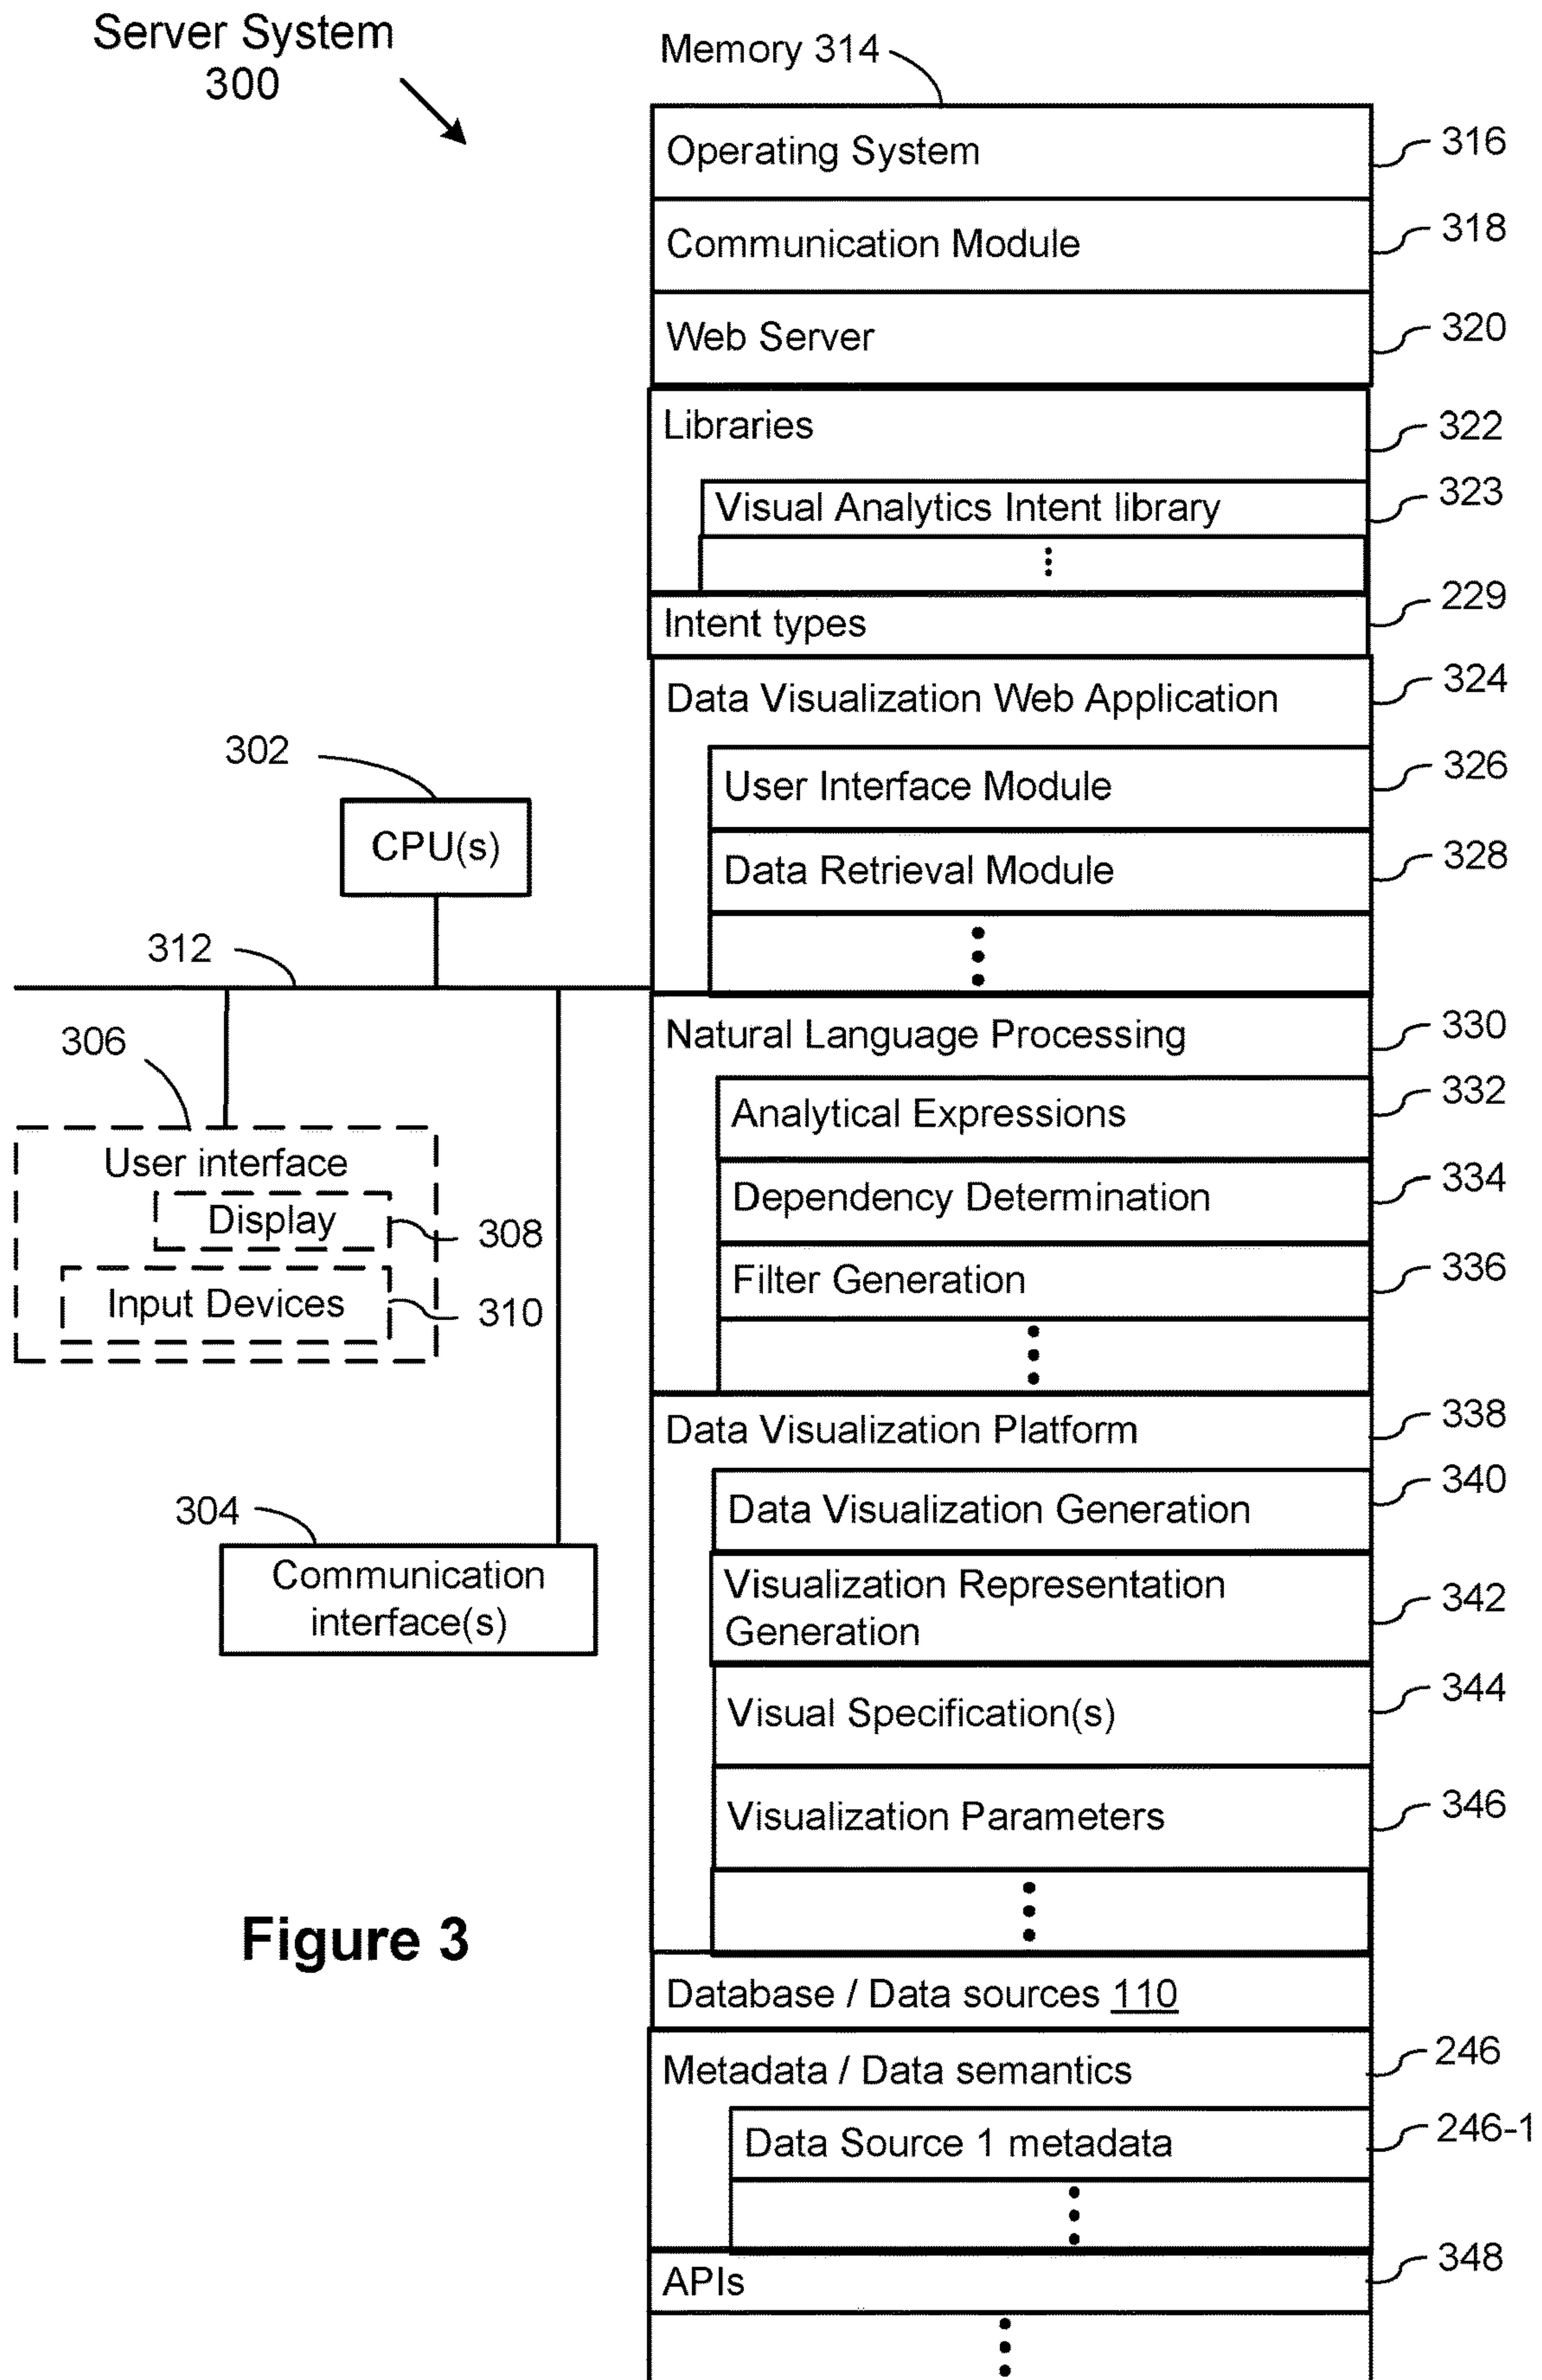 Server System
300
Memory 314
Operating System
316
Communication Module
318
Web Server
320
Libraries
322
Visual Analytics Intent library
323
Intent types
229
Data Visualization Web Application
324
User Interface Module
326
Data Retrieval Module
328
302
CPU(s)
312
306
User interface
Display
308
Input Devices
310
304
Communication
interface(s)
Natural Language Processing
330
Analytical Expressions
332
Dependency Determination
334
Filter Generation
336
Data Visualization Platform
338
Data Visualization Generation
340
Visualization Representation
Generation
342
Visual Specification(s)
344
Visualization Parameters
346
Figure 3
Database / Data sources 110
Metadata / Data semantics
246
Data Source 1 metadata
246-1
APIs
348